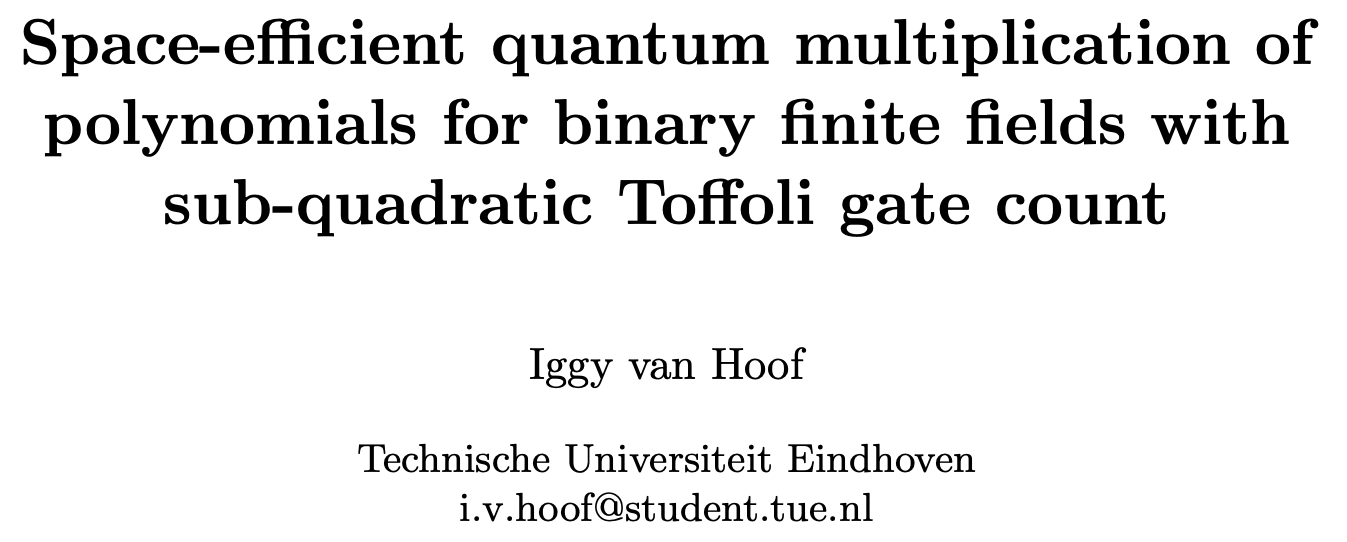 Space-efficient quantum multiplication of
polynomials for binary finite fields with
sub-quadratic Toffoli gate count
Iggy van Hoof
Technische Universiteit Eindhoven
i.v.hoof@student.tue.nl